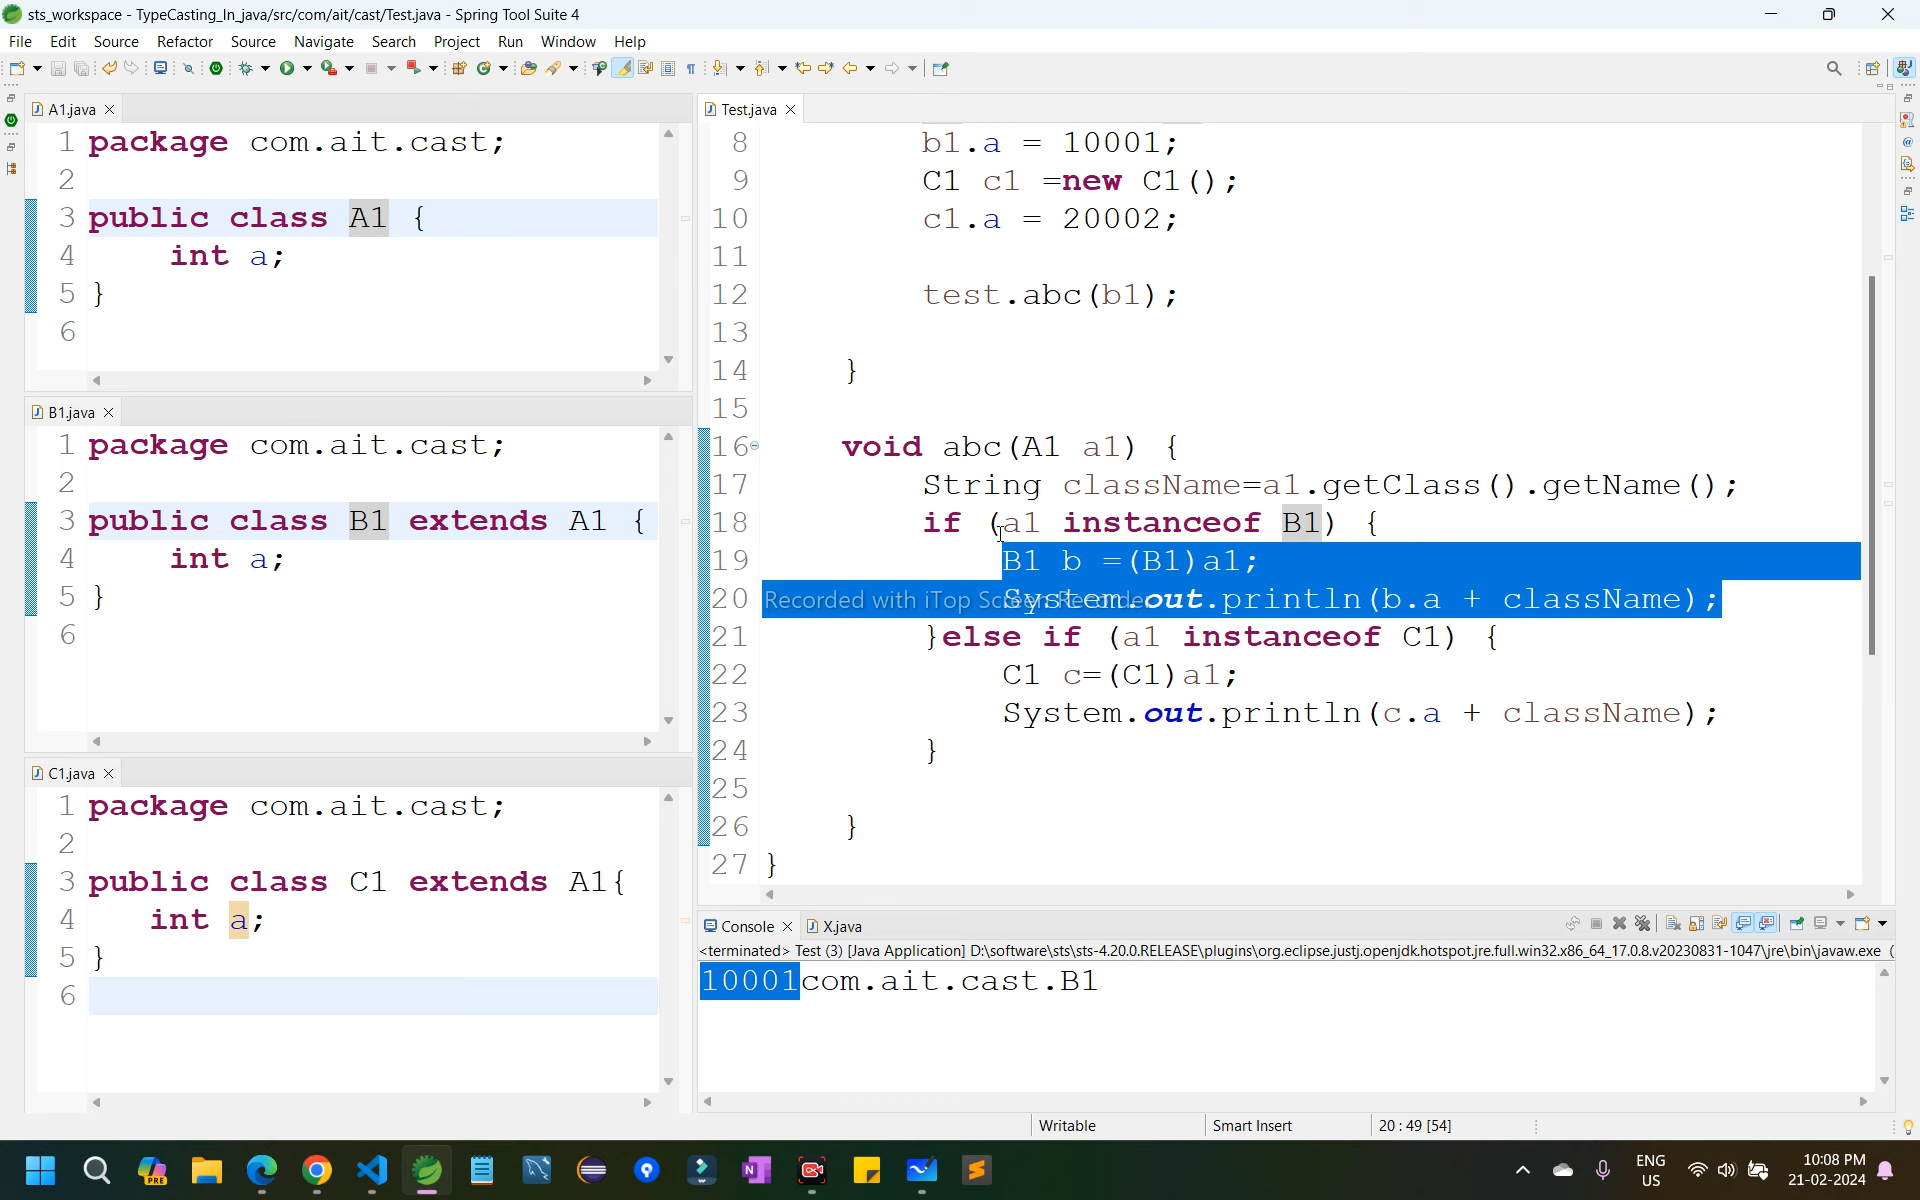 sts_workspace - TypeCasting_In_java/src/com/ait/cast/Test.java - Spring Tool Suite 4
File Edit Source Refactor Source Navigate Search Project Run Window Help
A1.java
1 package com.ait.cast;
2
3 public class A1 {
4 int a;
5 }
6
B1.java
1 package com.ait.cast;
2
3 public class B1 extends A1 {
4 int a;
5 }
6
C1.java
1 package com.ait.cast;
2
3 public class C1 extends A1{
4 int a;
5 }
6
Test.java
8 b1.a = 10001;
9 C1 c1 =new C1();
10 c1.a = 20002;
11
12 test.abc(b1);
13
14 }
15
16 void abc(A1 a1) {
17 String className=a1.getClass().getName();
18 if (a1 instanceof B1) {
19 B1 b =(B1)a1;
20 System.out.println(b.a + className);
Recorded with iTop Screen Recorder
21 }else if (a1 instanceof C1) {
22 C1 c=(C1)a1;
23 System.out.println(c.a + className);
24 }
25
26 }
27 }
Console X.java
<terminated> Test (3) [Java Application] D:\software\sts\sts-4.20.0.RELEASE\plugins\org.eclipse.justj.openjdk.hotspot.jre.full.win32.x86_64_17.0.8.v20230831-1047\jre\bin\javaw.exe (
10001com.ait.cast.B1
Writable Smart Insert 20 : 49 [54]
PRE
ENG
US
10:08 PM
21-02-2024